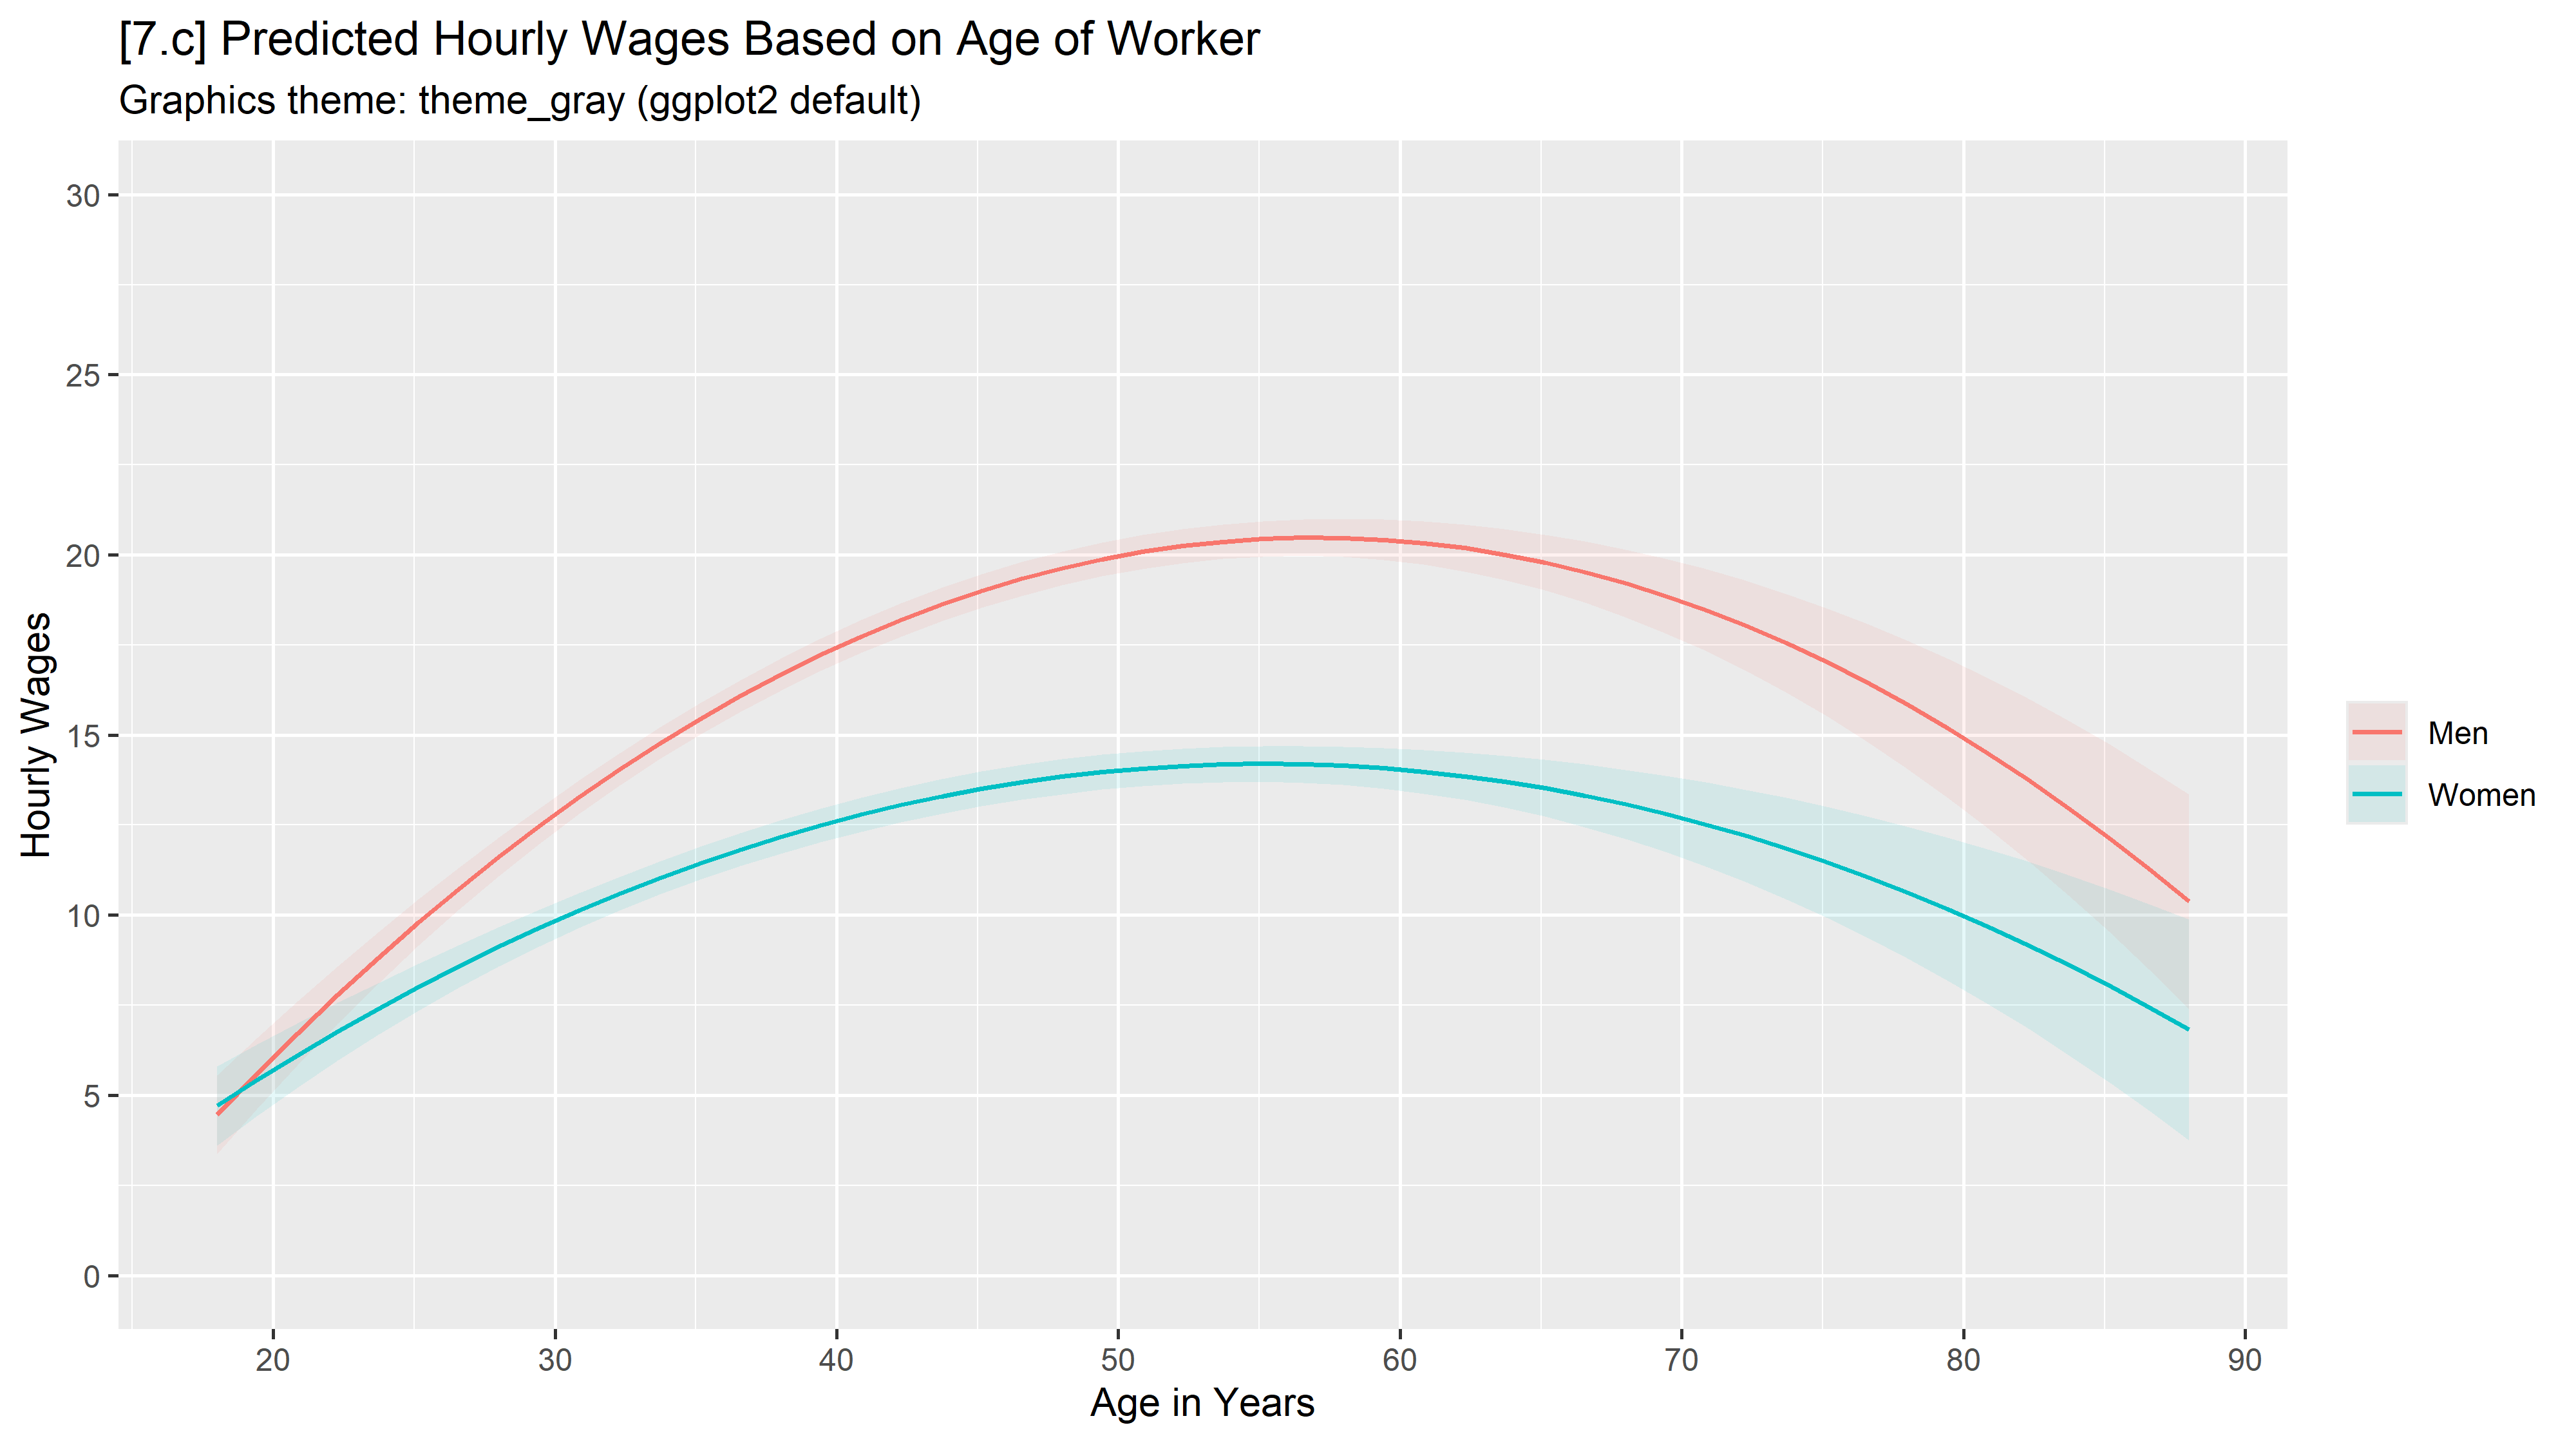 [7.c] Predicted Hourly Wages Based on Age of Worker
Graphics theme: theme_gray (ggplot2 default)
Hourly Wages
30
25
20
15
10
5
0
20 30 40 50 60 70 80 90
Age in Years
Men
Women